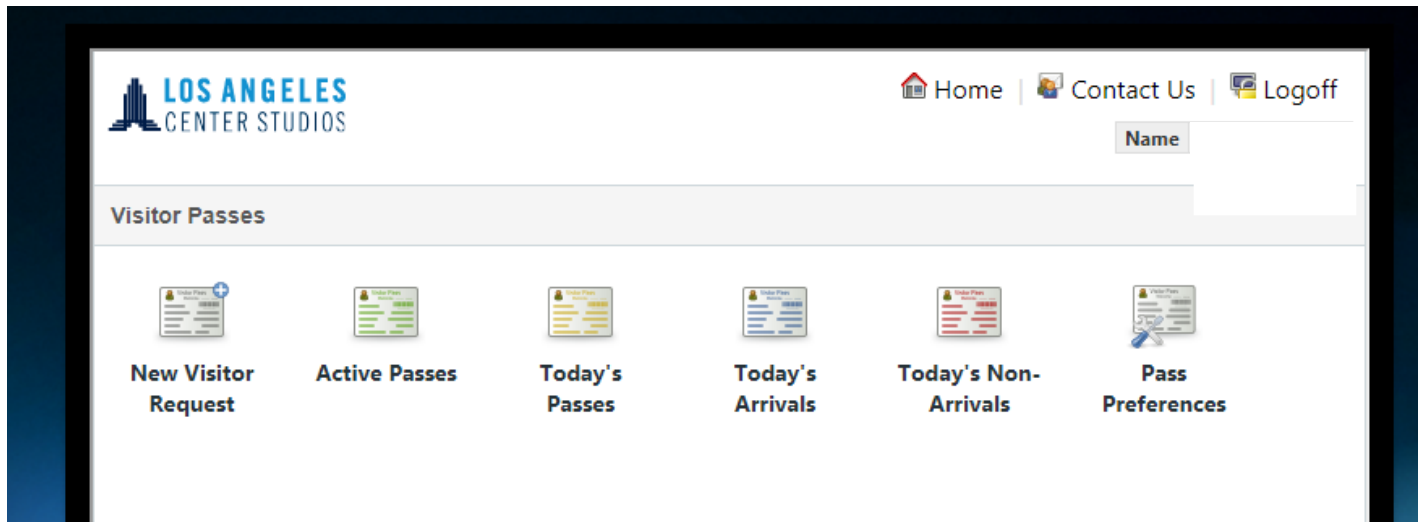 LOS ANGELES
CENTER STUDIOS
Home | Contact Us | Logoff
Name
Visitor Passes
New Visitor
Request
Active Passes
Today's
Passes
Today's
Arrivals
Today's Non-
Arrivals
Pass
Preferences